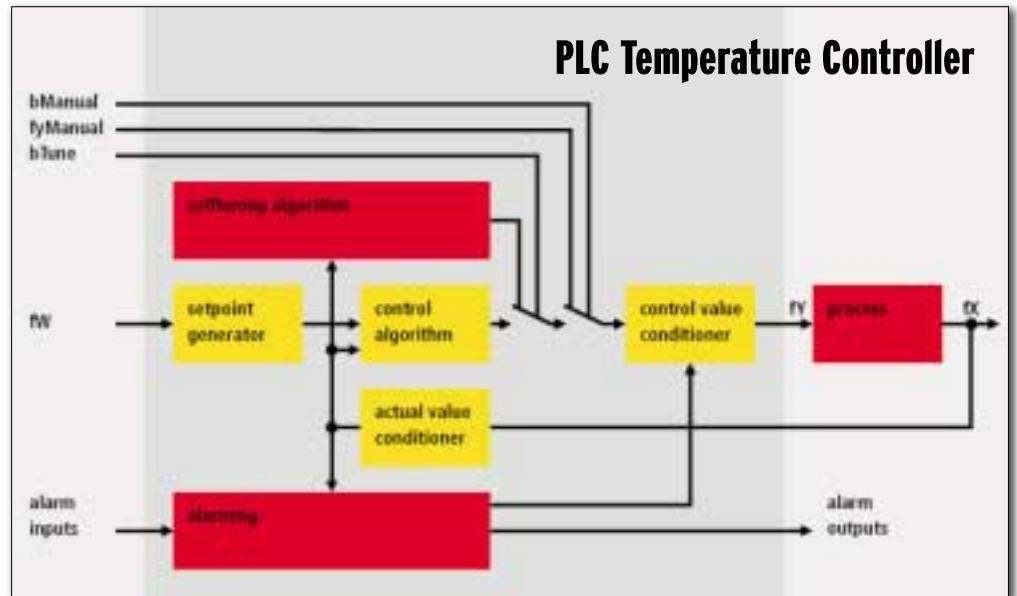 PLC Temperature Controller
bManual
fyManual
bTune
selftuning algorithm
fW
setpoint
generator
control
algorithm
control value
conditioner
fY
process
fX
actual value
conditioner
alarm
inputs
alarming
alarm
outputs